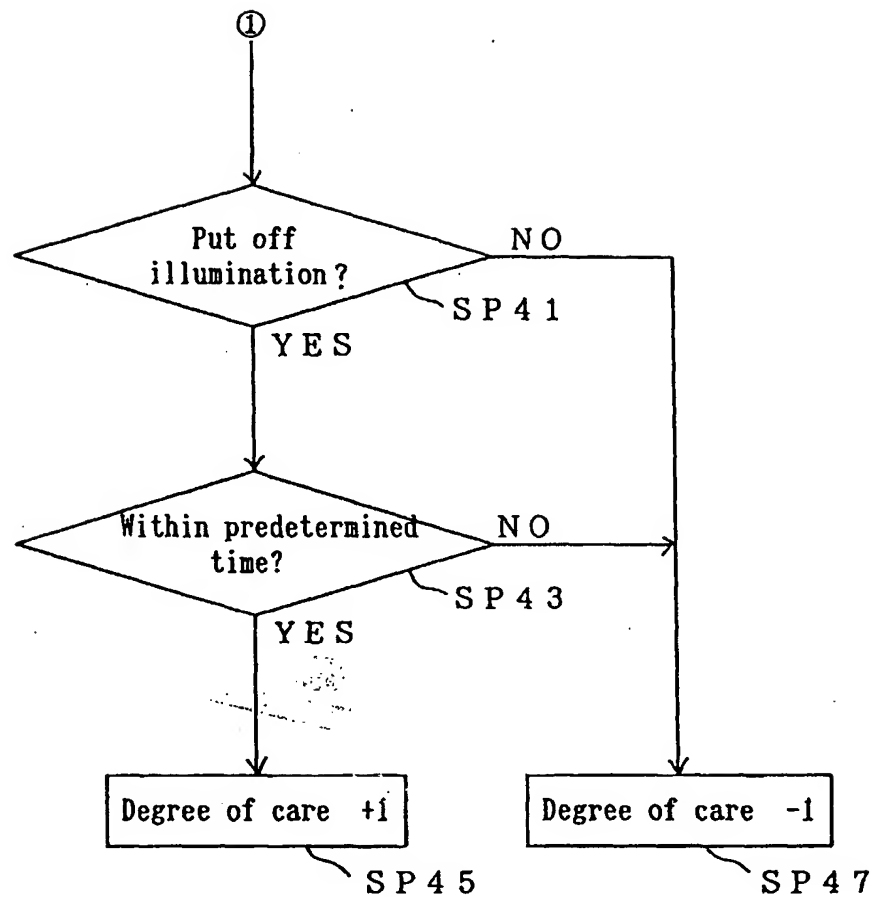 ①
Put off
illumination?
NO
SP41
YES
Within predetermined
time?
NO
SP43
YES
Degree of care +1
SP45
Degree of care -1
SP47